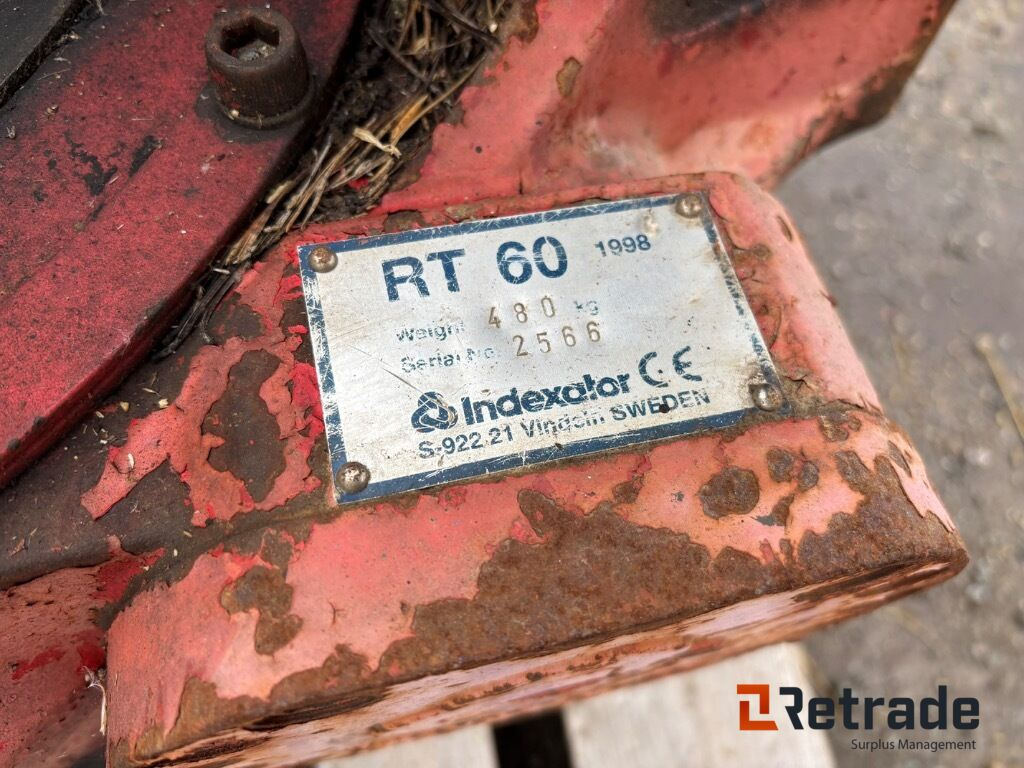 RT 60 1998
Weight 480 kg
Serial No. 2566
Indexator CE
S-922 21 Vindeln SWEDEN
Retrade
Surplus Management